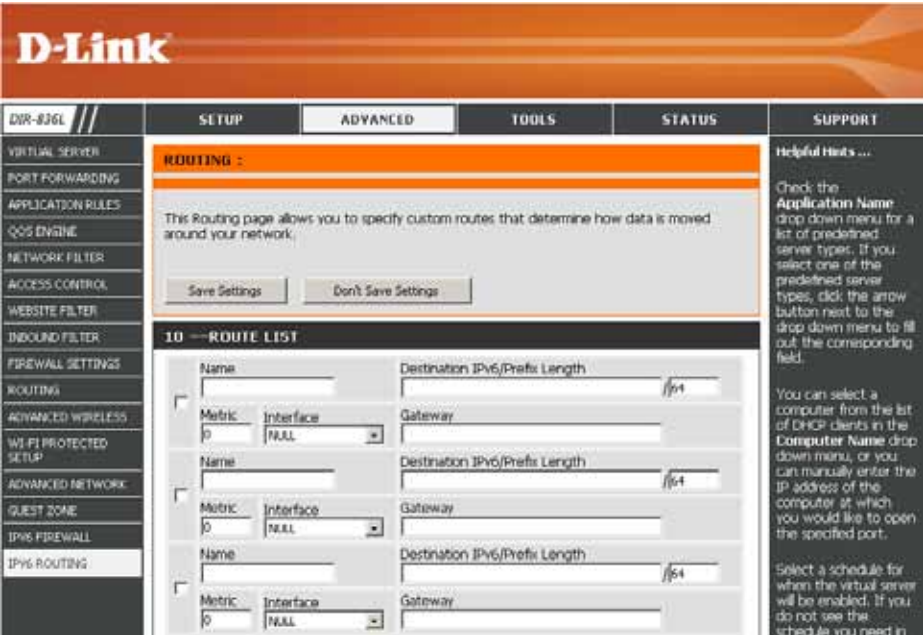 D-Link
DIR-836L
SETUP
ADVANCED
TOOLS
STATUS
SUPPORT
VIRTUAL SERVER
PORT FORWARDING
APPLICATION RULES
QOS ENGINE
NETWORK FILTER
ACCESS CONTROL
WEBSITE FILTER
INBOUND FILTER
FIREWALL SETTINGS
ROUTING
ADVANCED WIRELESS
WI-FI PROTECTED
SETUP
ADVANCED NETWORK
GUEST ZONE
IPV6 FIREWALL
IPV6 ROUTING
ROUTING :
This Routing page allows you to specify custom routes that determine how data is moved
around your network.
Save Settings
Don't Save Settings
10 --ROUTE LIST
Name
Destination IPv6/Prefix Length
/64
Metric
Interface
Gateway
0
NULL
Name
Destination IPv6/Prefix Length
/64
Metric
Interface
Gateway
0
NULL
Name
Destination IPv6/Prefix Length
/64
Metric
Interface
Gateway
0
NULL
Helpful Hints ...
Check the
Application Name
drop down menu for a
list of predefined
server types. If you
select one of the
predefined server
types, click the arrow
button next to the
drop down menu to fill
out the corresponding
field.
You can select a
computer from the list
of DHCP clients in the
Computer Name drop
down menu, or you
can manually enter the
IP address of the
computer at which
you would like to open
the specified port.
Select a schedule for
when the virtual server
will be enabled. If you
do not see the
schedule you need in